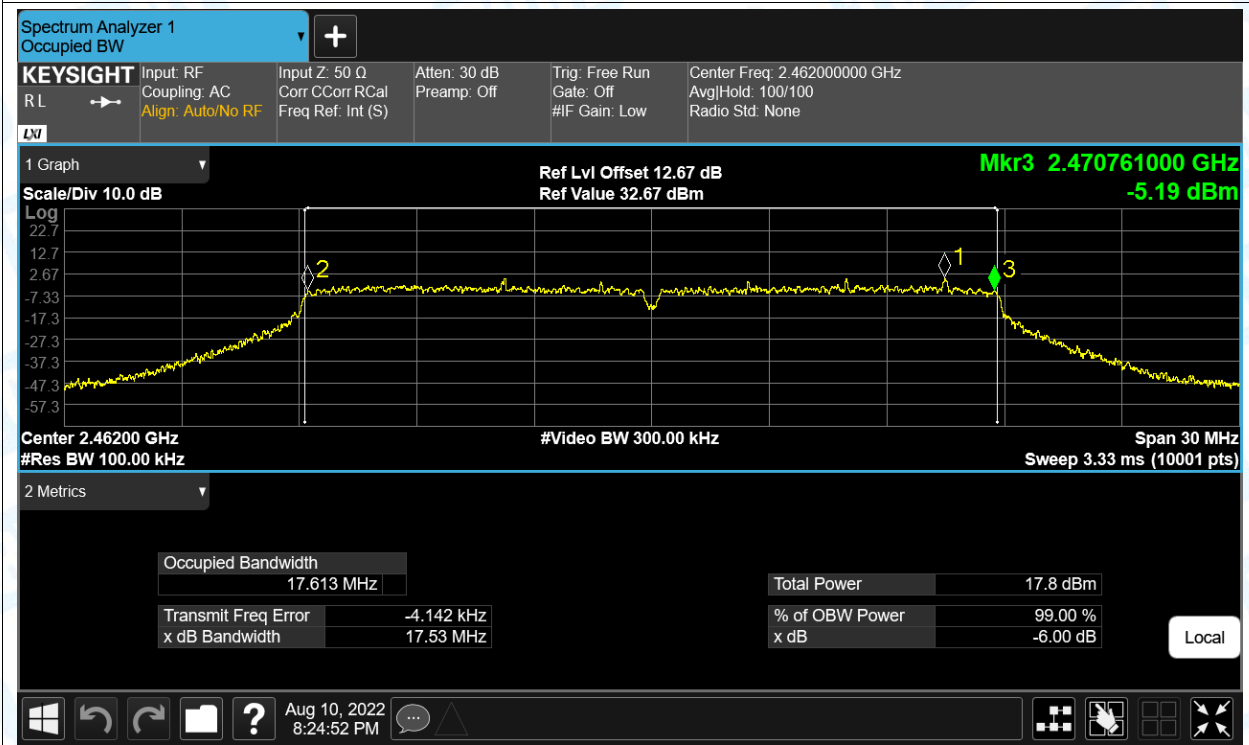 Spectrum Analyzer 1
Occupied BW
KEYSIGHT
R L
LXI
Input: RF
Coupling: AC
Align: Auto/No RF
Input Z: 50 Ω
Corr CCorr RCal
Freq Ref: Int (S)
Atten: 30 dB
Preamp: Off
Trig: Free Run
Gate: Off
#IF Gain: Low
Center Freq: 2.462000000 GHz
Avg|Hold: 100/100
Radio Std: None
1 Graph
Scale/Div 10.0 dB
Ref Lvl Offset 12.67 dB
Ref Value 32.67 dBm
Mkr3 2.470761000 GHz
-5.19 dBm
Log
22.7
12.7
2.67
-7.33
-17.3
-27.3
-37.3
-47.3
-57.3
2
1
3
Center 2.46200 GHz
#Res BW 100.00 kHz
#Video BW 300.00 kHz
Span 30 MHz
Sweep 3.33 ms (10001 pts)
2 Metrics
Occupied Bandwidth
17.613 MHz
Transmit Freq Error -4.142 kHz
x dB Bandwidth 17.53 MHz
Total Power 17.8 dBm
% of OBW Power 99.00 %
x dB -6.00 dB
Local
?
Aug 10, 2022
8:24:52 PM